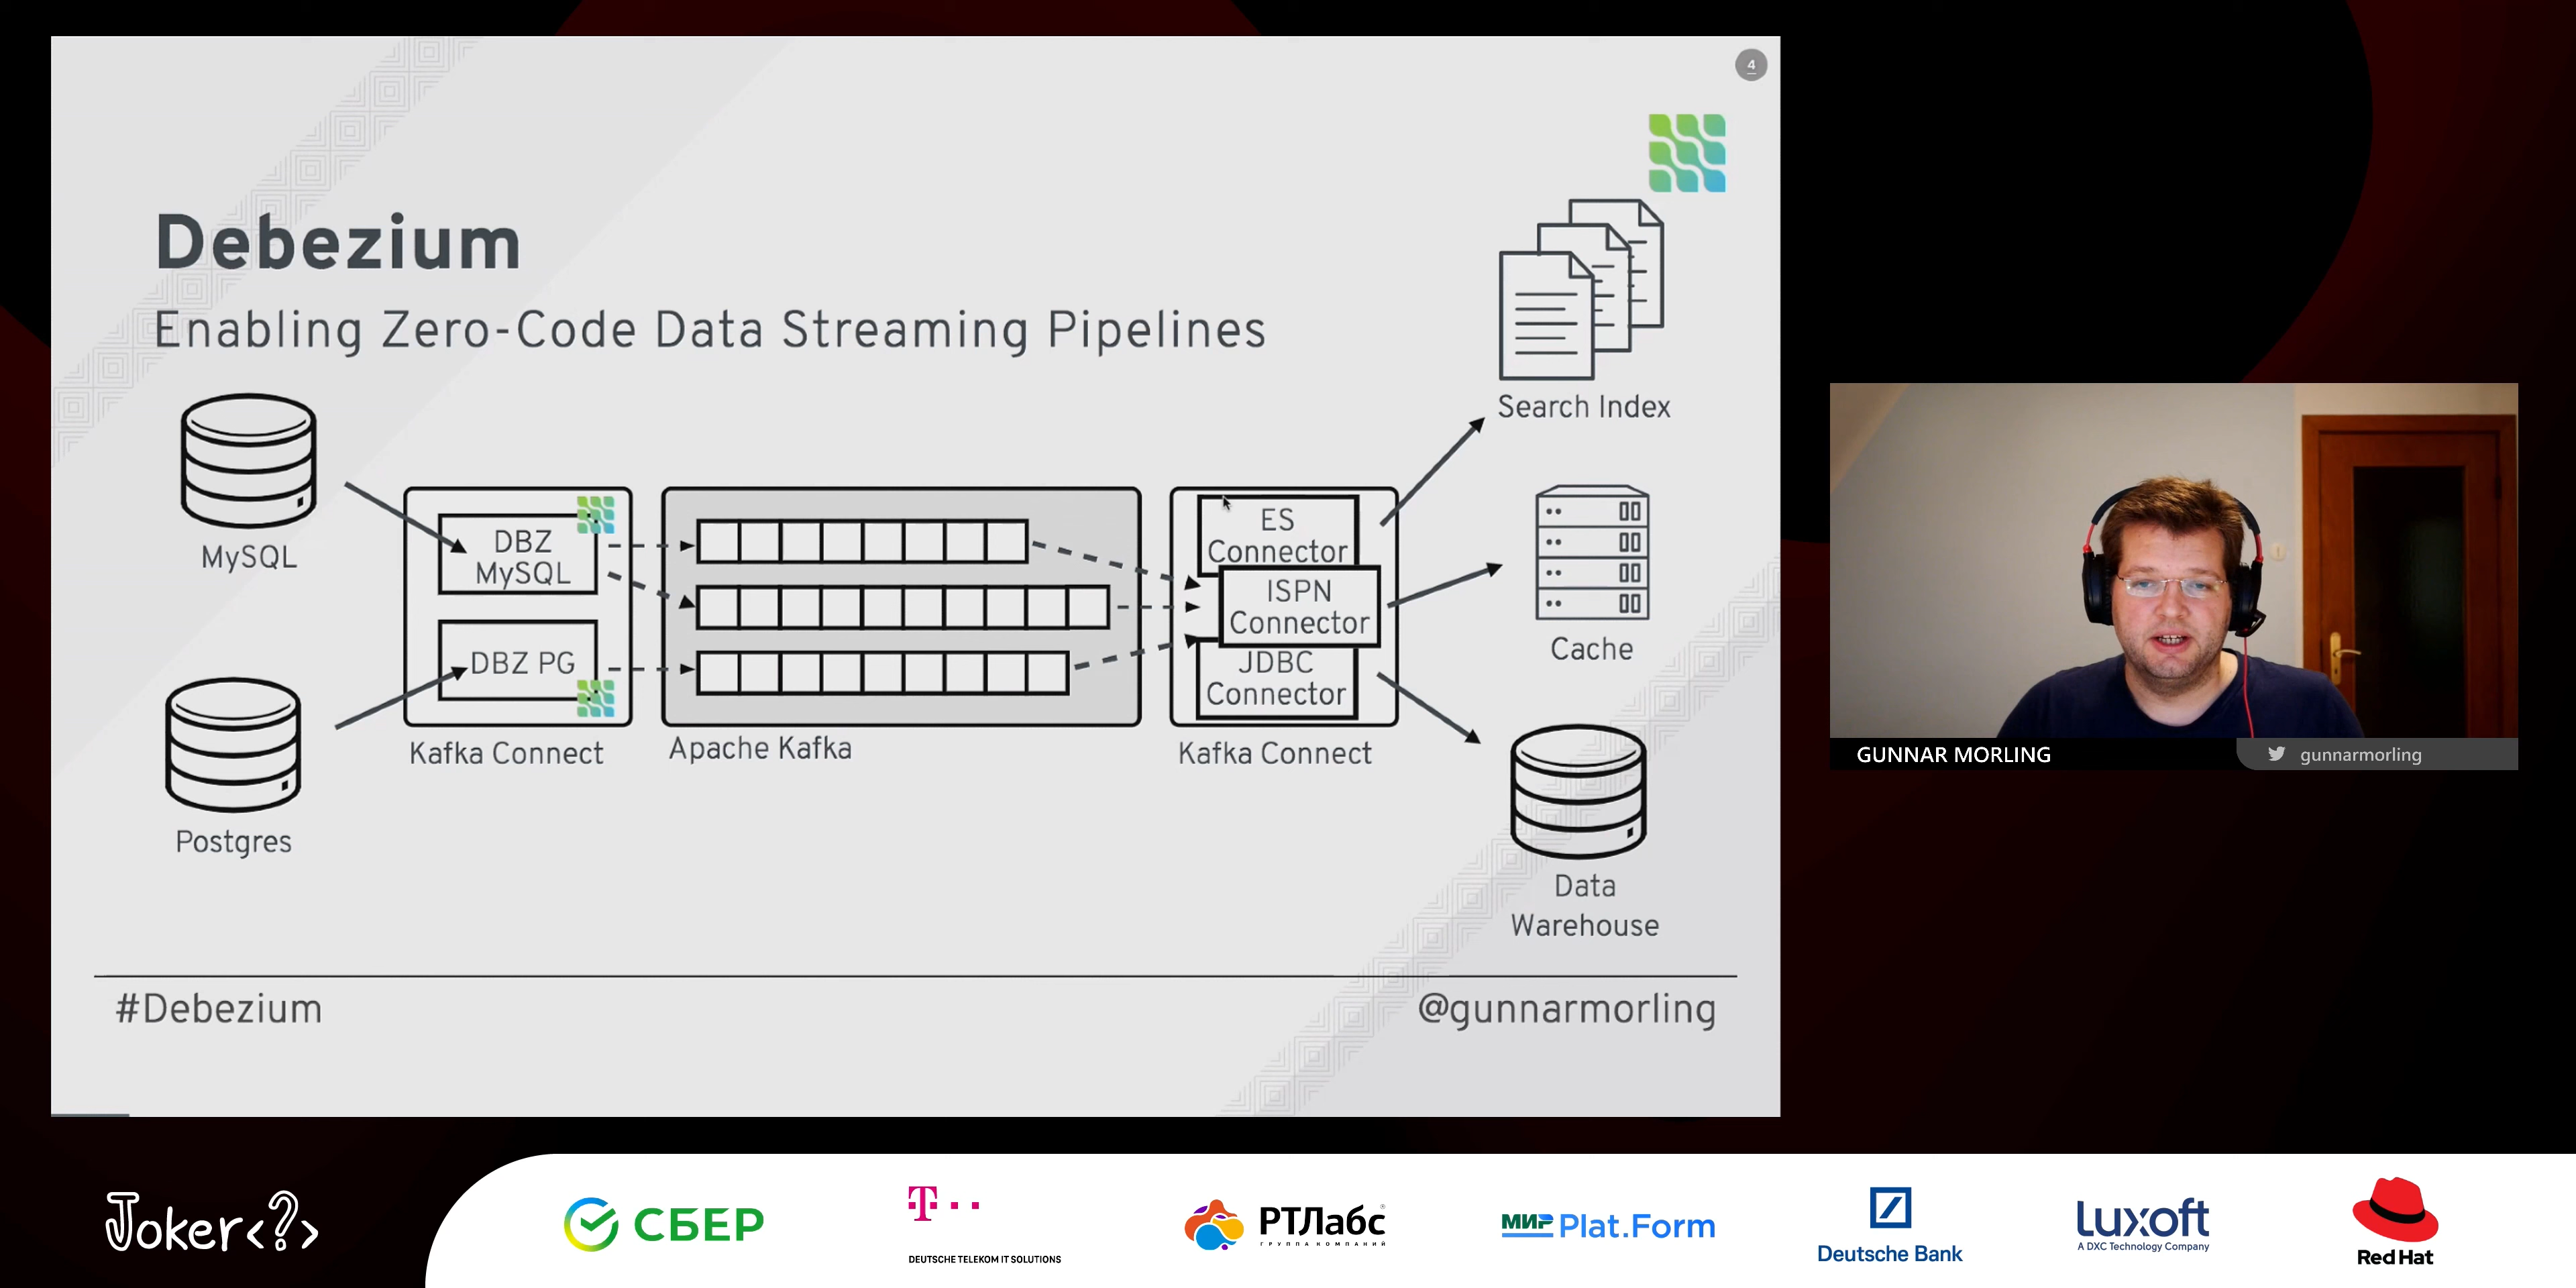 4
Debezium
Enabling Zero-Code Data Streaming Pipelines
MySQL
Postgres
DBZ
MySQL
DBZ PG
Kafka Connect
Apache Kafka
ES
Connector
ISPN
Connector
JDBC
Connector
Kafka Connect
Search Index
Cache
Data
Warehouse
#Debezium
@gunnarmorling
GUNNAR MORLING
gunnarmorling
Joker<?>
СБЕР
T
DEUTSCHE TELEKOM IT SOLUTIONS
РТЛабс
ГРУППА КОМПАНИЙ
МИР Plat.Form
Deutsche Bank
Luxoft
A DXC Technology Company
Red Hat